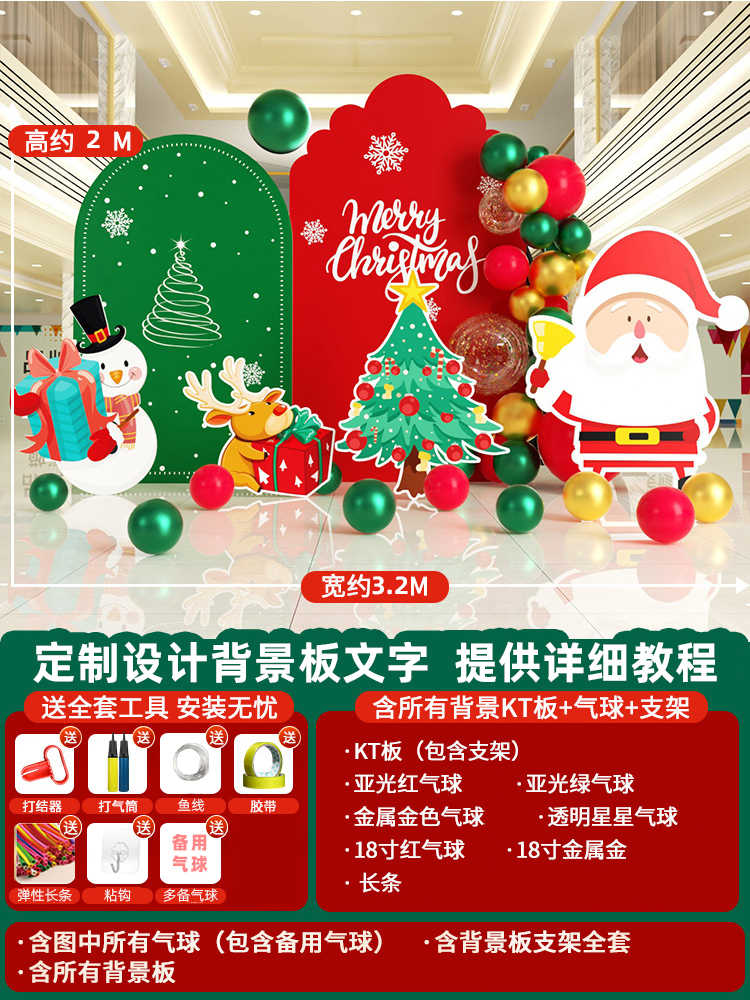 高约 2 M
Merry
Christmas
宽约3.2M
定制设计背景板文字 提供详细教程
送全套工具 安装无忧
送
送
送
送
打结器
打气筒
鱼线
胶带
送
送
送
备用
气球
弹性长条
粘钩
多备气球
含所有背景KT板+气球+支架
·KT板（包含支架）
·亚光红气球 ·亚光绿气球
·金属金色气球 ·透明星星气球
·18寸红气球 ·18寸金属金
·长条
·含图中所有气球（包含备用气球） ·含背景板支架全套
·含所有背景板